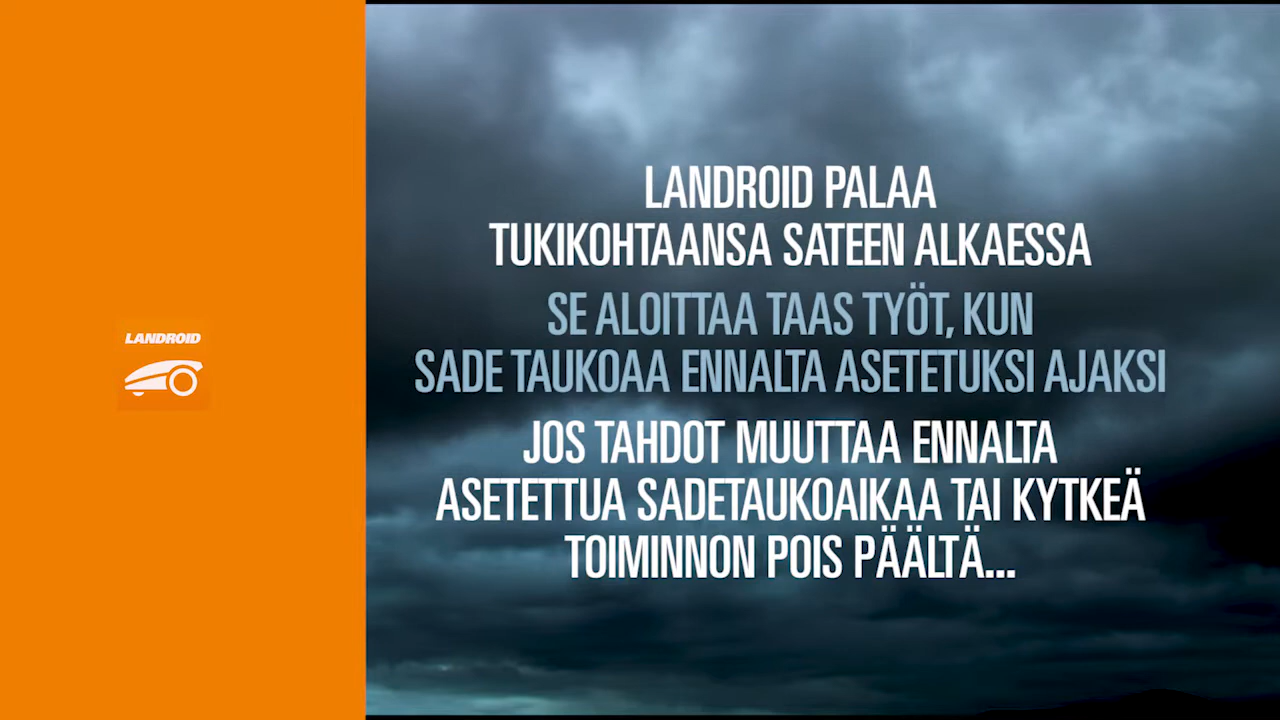 LANDROID
LANDROID PALAA
TUKIKOHTAANSA SATEEN ALKAESSA
SE ALOITTAA TAAS TYÖT, KUN
SADE TAUKOAA ENNALTA ASETETUKSI AJAKSI
JOS TAHDOT MUUTTAA ENNALTA
ASETETTUA SADETAUKOAIKAA TAI KYTKEÄ
TOIMINNON POIS PÄÄLTÄ...